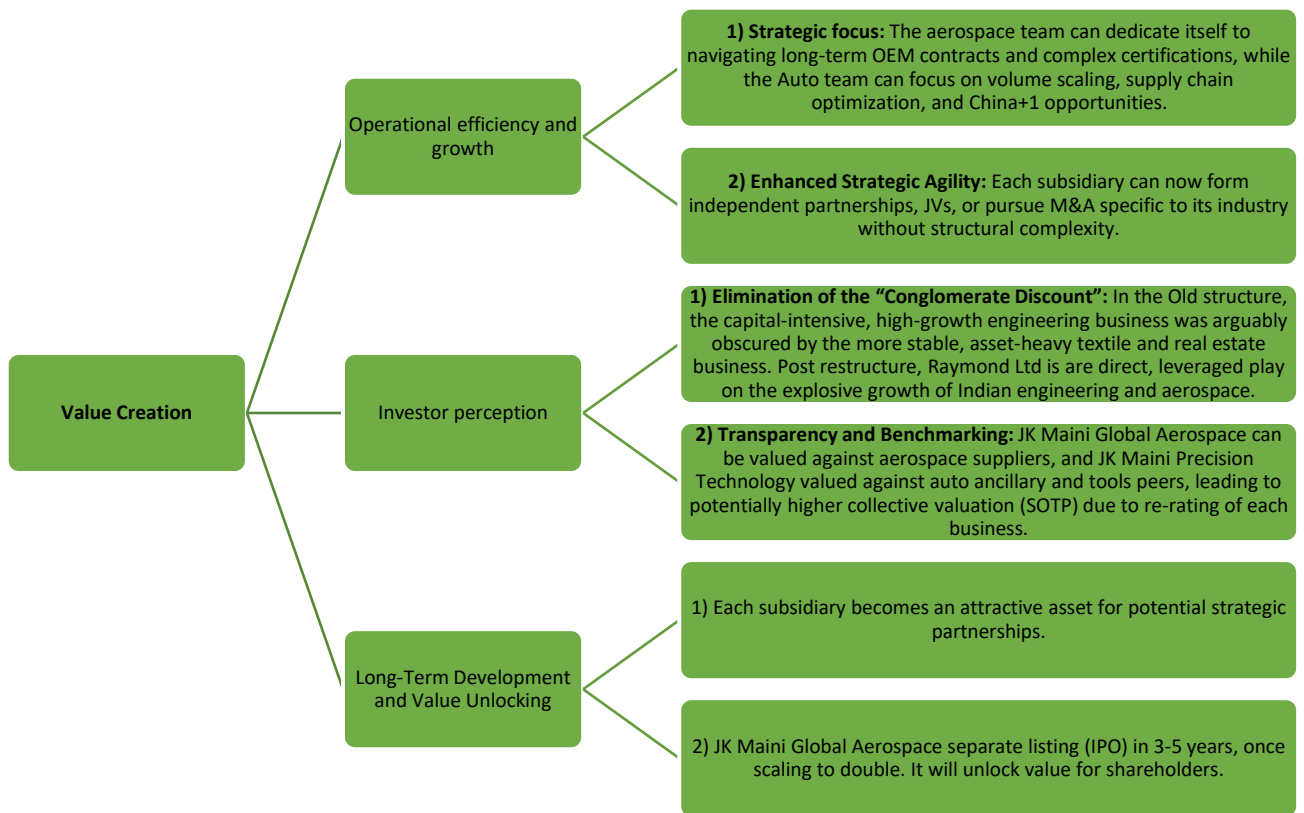 Value Creation
Operational efficiency and
growth
1) Strategic focus: The aerospace team can dedicate itself to
navigating long-term OEM contracts and complex certifications, while
the Auto team can focus on volume scaling, supply chain
optimization, and China+1 opportunities.
2) Enhanced Strategic Agility: Each subsidiary can now form
independent partnerships, JVs, or pursue M&A specific to its industry
without structural complexity.
Investor perception
1) Elimination of the “Conglomerate Discount”: In the Old structure,
the capital-intensive, high-growth engineering business was arguably
obscured by the more stable, asset-heavy textile and real estate
business. Post restructure, Raymond Ltd is are direct, leveraged play
on the explosive growth of Indian engineering and aerospace.
2) Transparency and Benchmarking: JK Maini Global Aerospace can
be valued against aerospace suppliers, and JK Maini Precision
Technology valued against auto ancillary and tools peers, leading to
potentially higher collective valuation (SOTP) due to re-rating of each
business.
Long-Term Development
and Value Unlocking
1) Each subsidiary becomes an attractive asset for potential strategic
partnerships.
2) JK Maini Global Aerospace separate listing (IPO) in 3-5 years, once
scaling to double. It will unlock value for shareholders.